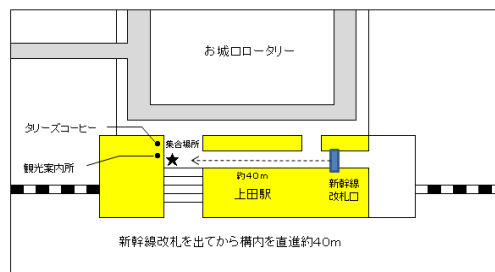 お城口ロータリー
タリーズコーヒー
集合場所
観光案内所
★
約40m
上田駅
新幹線
改札口
新幹線改札を出てから構内を直進約40m